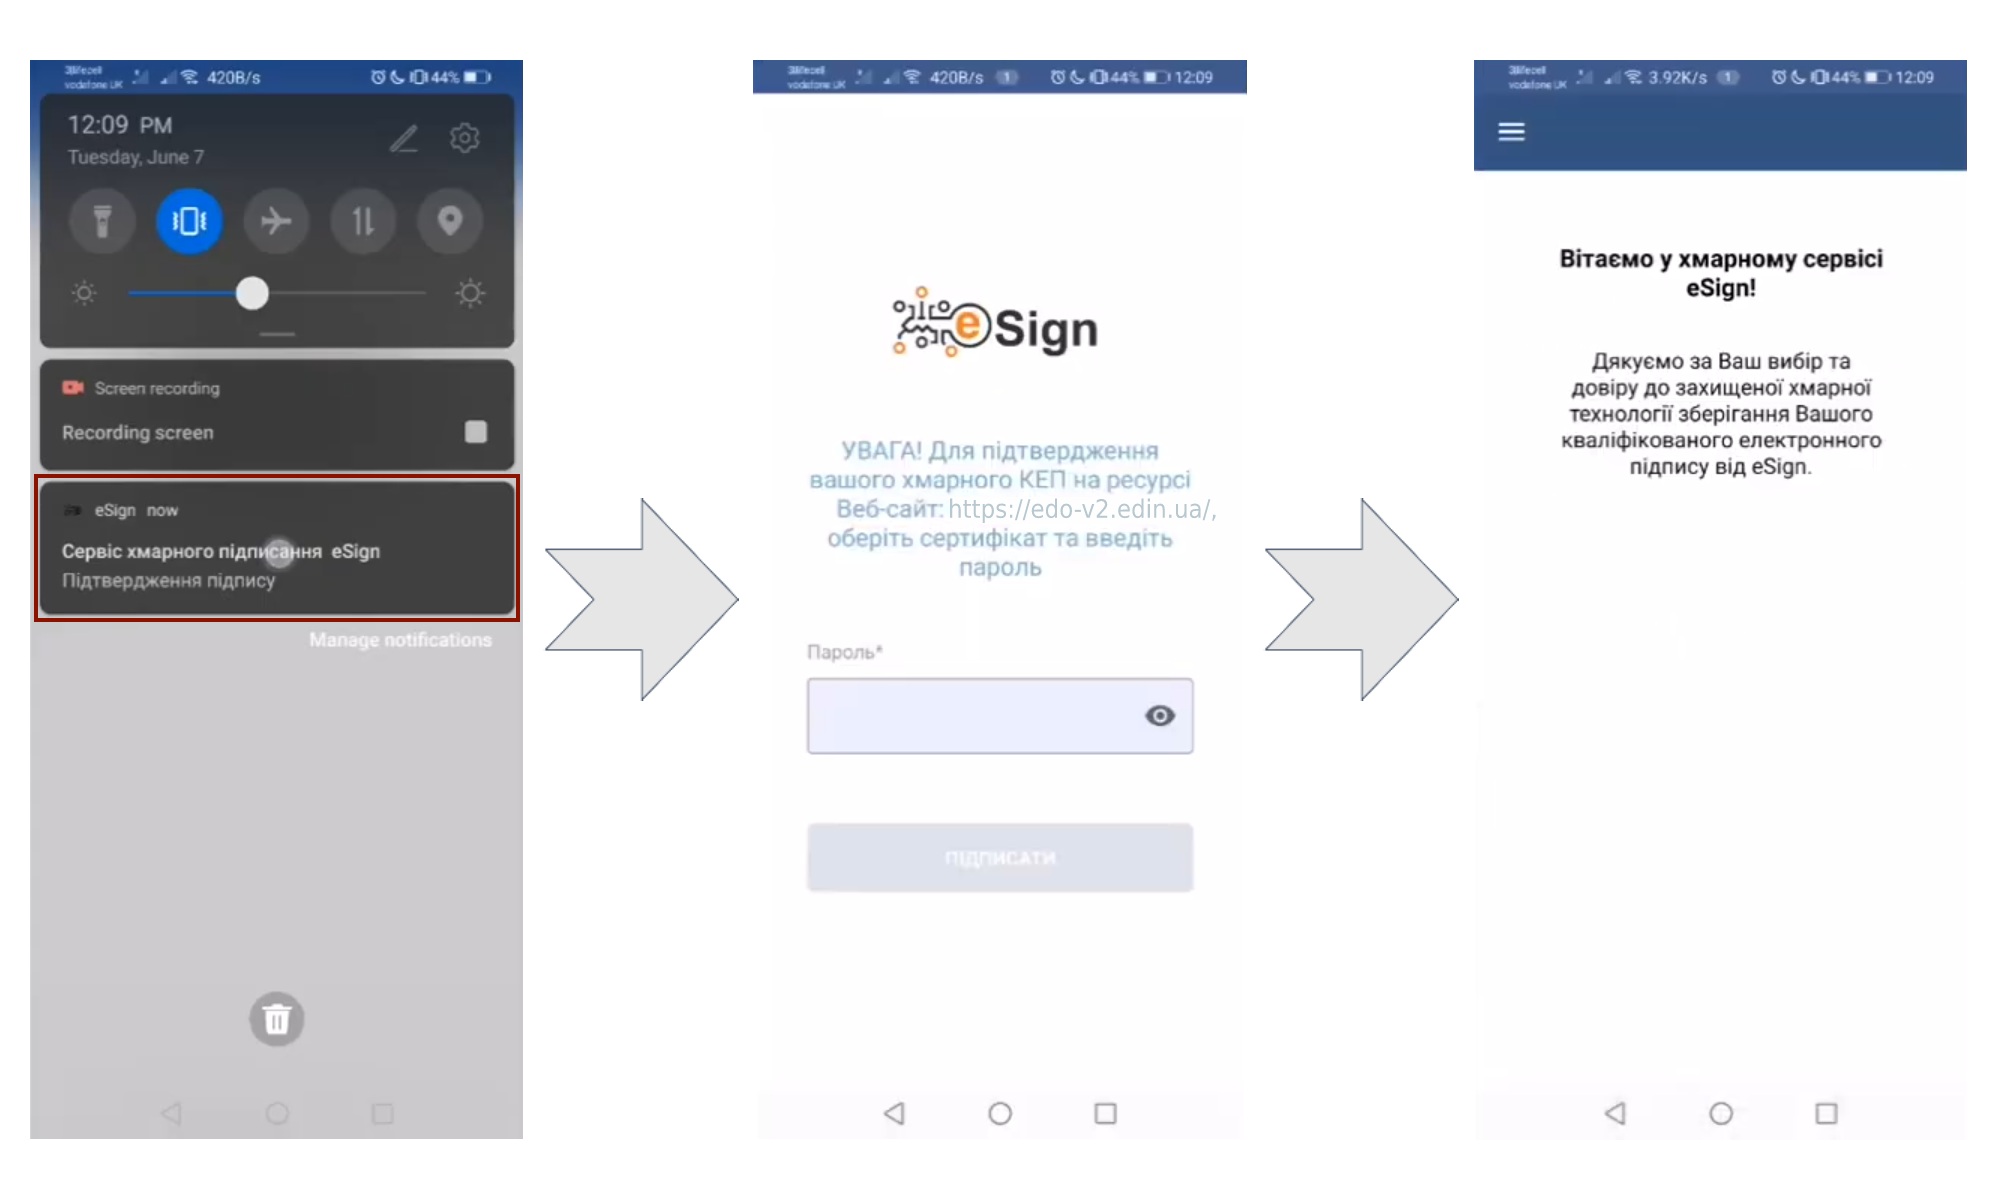 3Blifecell
vodafone UK
420B/s
44%
12:09 PM
Tuesday, June 7
Screen recording
Recording screen
eSign now
Сервіс хмарного підписання eSign
Підтвердження підпису
Manage notifications
vodafone UK
420B/s
1
44%
12:09
eSign
УВАГА! Для підтвердження
вашого хмарного КЕП на ресурсі
Веб-сайт: https://edo-v2.edin.ua/,
оберіть сертифікат та введіть
пароль
Пароль*
ПІДПИСАТИ
vodafone UK
3.92K/s
1
44%
12:09
Вітаємо у хмарному сервісі
eSign!
Дякуємо за Ваш вибір та
довіру до захищеної хмарної
технології зберігання Вашого
кваліфікованого електронного
підпису від eSign.